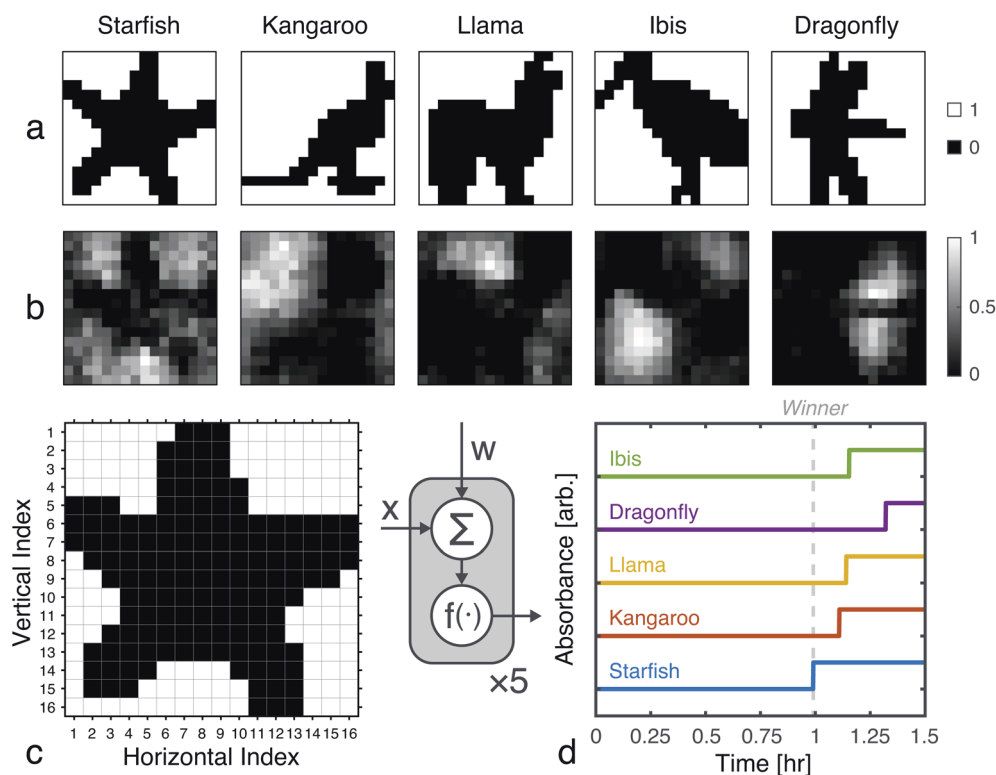 Starfish Kangaroo Llama Ibis Dragonfly
a
1
0
b
1
0.5
0
Vertical Index
1
2
3
4
5
6
7
8
9
10
11
12
13
14
15
16
1 2 3 4 5 6 7 8 9 10 11 12 13 14 15 16
Horizontal Index
c
w
x
Σ
f(·)
×5
Winner
Absorbance [arb.]
Ibis
Dragonfly
Llama
Kangaroo
Starfish
0 0.25 0.5 0.75 1 1.25 1.5
Time [hr]
d